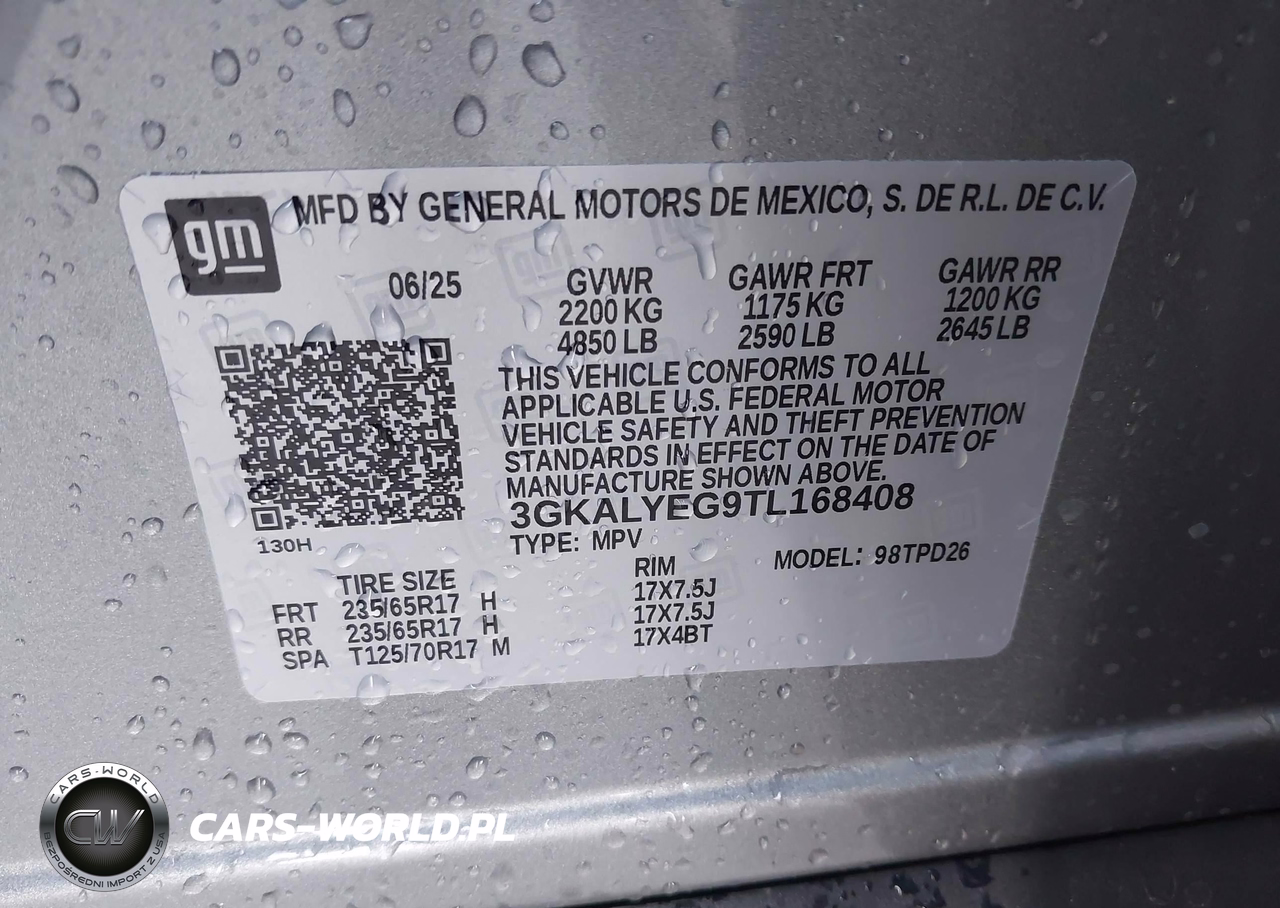 gm
MFD BY GENERAL MOTORS DE MEXICO, S. DE R.L. DE C.V.
06/25
GVWR GAWR FRT GAWR RR
2200 KG 1175 KG 1200 KG
4850 LB 2590 LB 2645 LB
THIS VEHICLE CONFORMS TO ALL
APPLICABLE U.S. FEDERAL MOTOR
VEHICLE SAFETY AND THEFT PREVENTION
STANDARDS IN EFFECT ON THE DATE OF
MANUFACTURE SHOWN ABOVE.
3GKALYEG9TL168408
130H
TYPE: MPV MODEL: 98TPD26
TIRE SIZE RIM
FRT 235/65R17 H 17X7.5J
RR 235/65R17 H 17X7.5J
SPA T125/70R17 M 17X4BT
CARS-WORLD
CW
BEZPOŚREDNI IMPORT Z USA
CARS-WORLD.PL